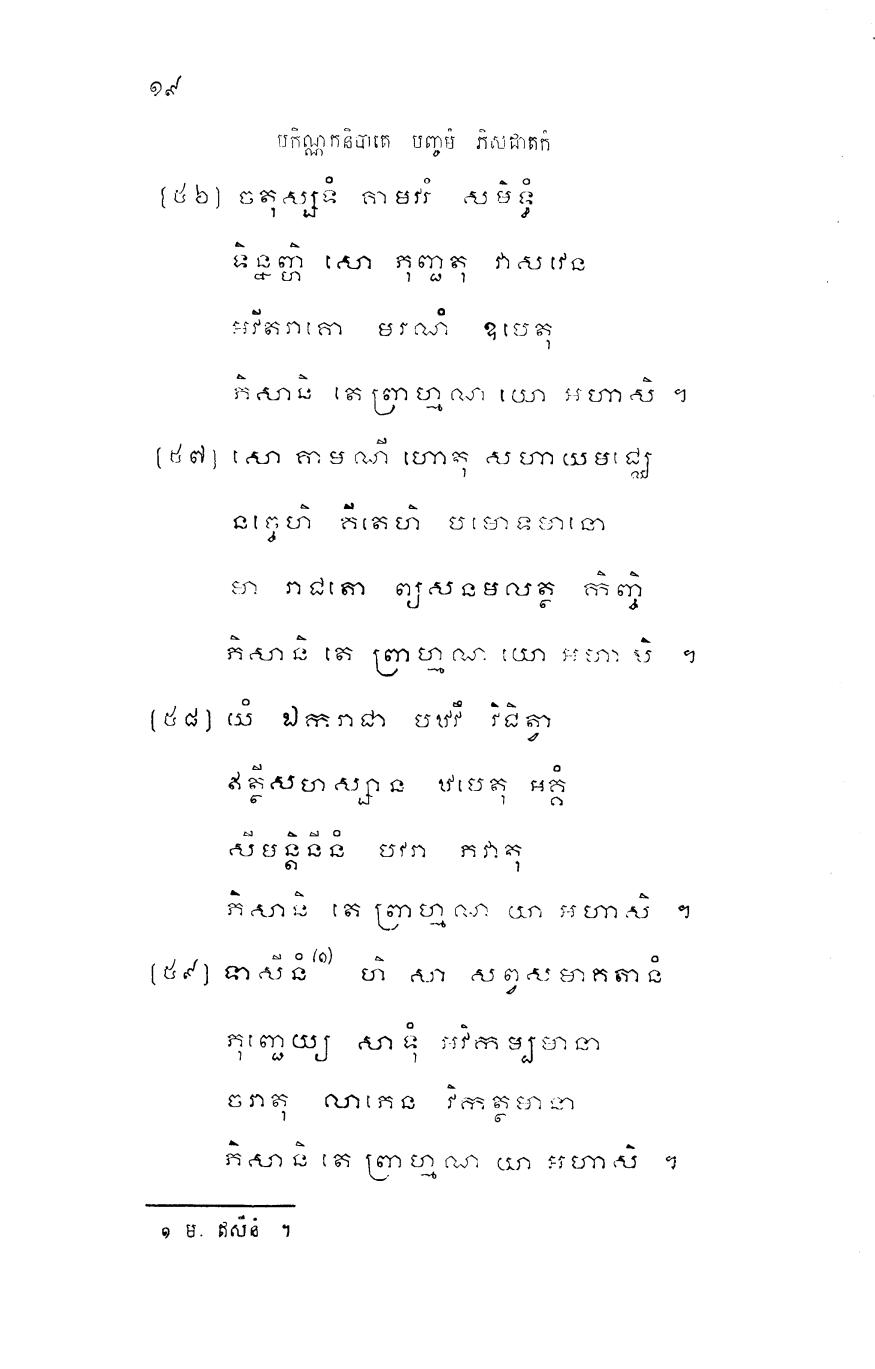 ១៩
បកិណ្ណកនិបាតេ បញ្ចមំ ភិសជាតកំ
[៥៦] ចតុស្សទំ គាមវរំ សមិទ្ធំ
ទិន្នញ្ហិ សោ ភុញ្ជតុ វាសវេន
អវីតរាគោ មរណំ ឧបេតុ
ភិសានិ តេ ព្រាហ្មណ យោ អហាសិ ។
[៥៧] សោ គាមណី ហោតុ សហាយមជ្ឈេ
នច្ចេហិ គីតេហិ បមោទមានោ
មា រាជតោ ព្យសនមលត្ថ កិញ្ចិ
ភិសានិ តេ ព្រាហ្មណ យោ អហាសិ ។
[៥៨] យំ ឯករាជា បឋវឹ វិជិត្វា
ឥត្ថីសហស្សាន ឋបេតុ អគ្គំ
សីមន្តិនីនំ បវរា ភវាតុ
ភិសានិ តេ ព្រាហ្មណ យា អហាសិ ។
[៥៩] ទាសីនំ(១) ហិ សា សព្វសមាគតានំ
ភុញ្ជេយ្យ សាទុំ អវិកម្បមានា
ចរាតុ លាភេន វិកត្ថមានា
ភិសានិ តេ ព្រាហ្មណ យា អហាសិ ។
១ ម. ឥសីនំ ។